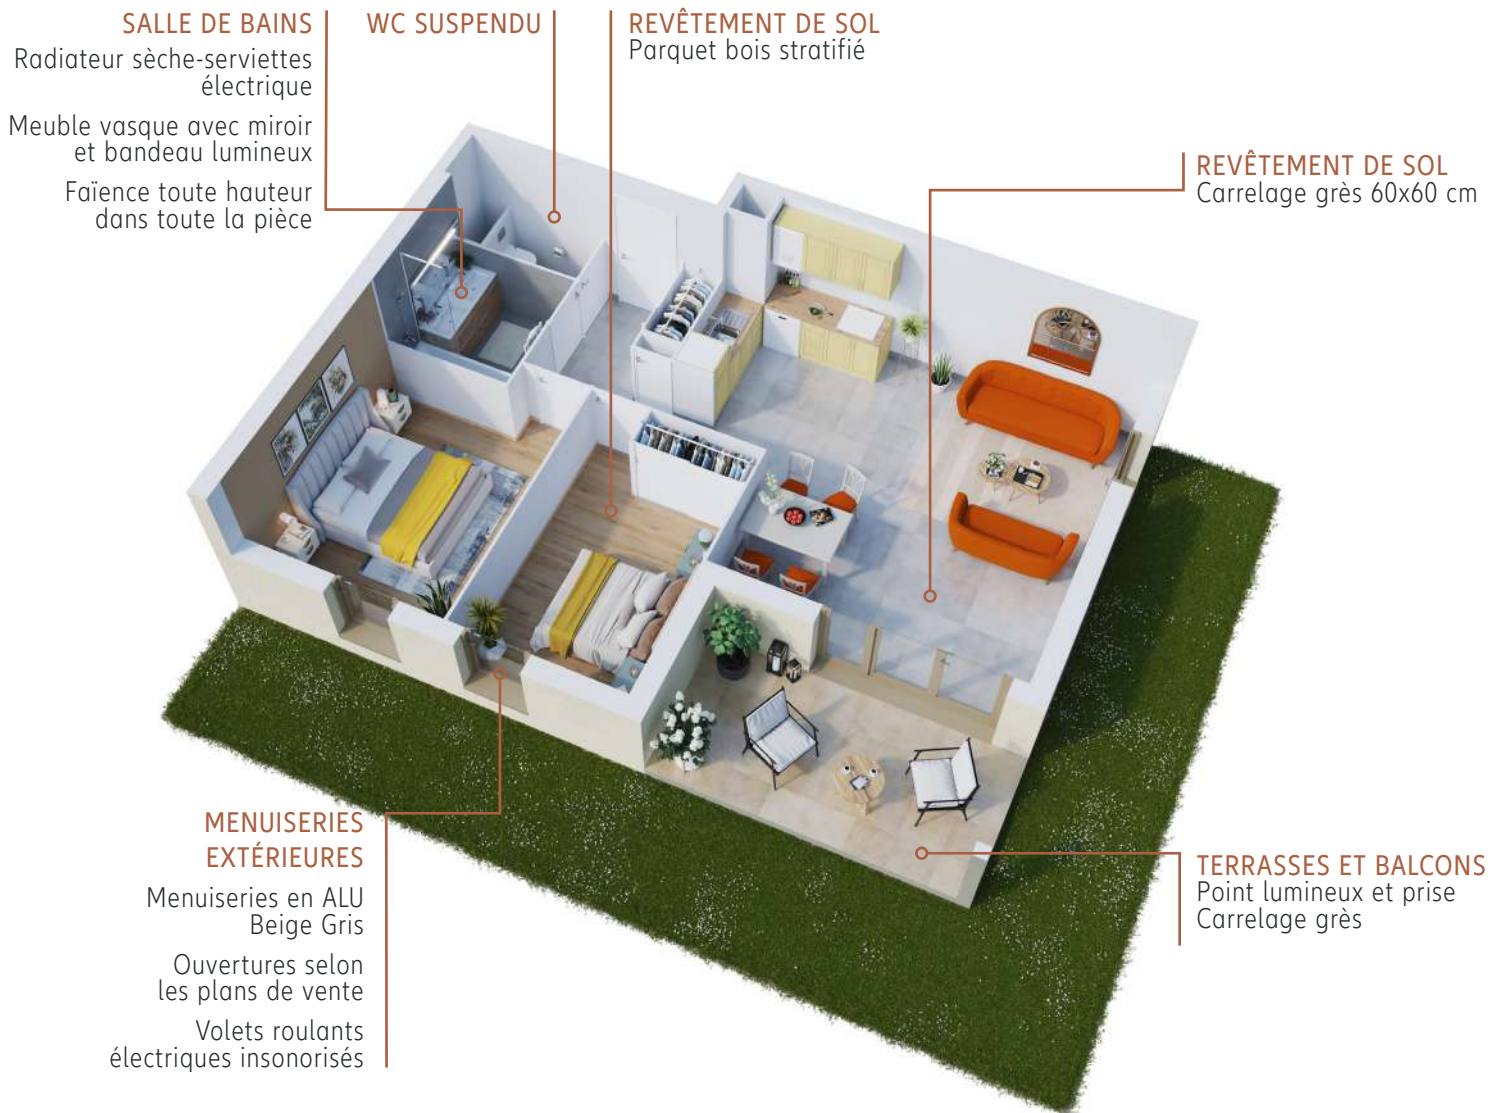 SALLE DE BAINS
Radiateur sèche-serviettes
électrique
Meuble vasque avec miroir
et bandeau lumineux
Faïence toute hauteur
dans toute la pièce
WC SUSPENDU
REVÊTEMENT DE SOL
Parquet bois stratifié
REVÊTEMENT DE SOL
Carrelage grès 60x60 cm
MENUISERIES
EXTÉRIEURES
Menuiseries en ALU
Beige Gris
Ouvertures selon
les plans de vente
Volets roulants
électriques insonorisés
TERRASSES ET BALCONS
Point lumineux et prise
Carrelage grès